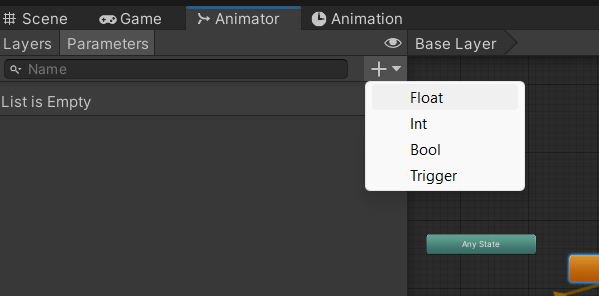 Scene Game Animator Animation
Layers Parameters Base Layer
Name
List is Empty
Float
Int
Bool
Trigger
Any State